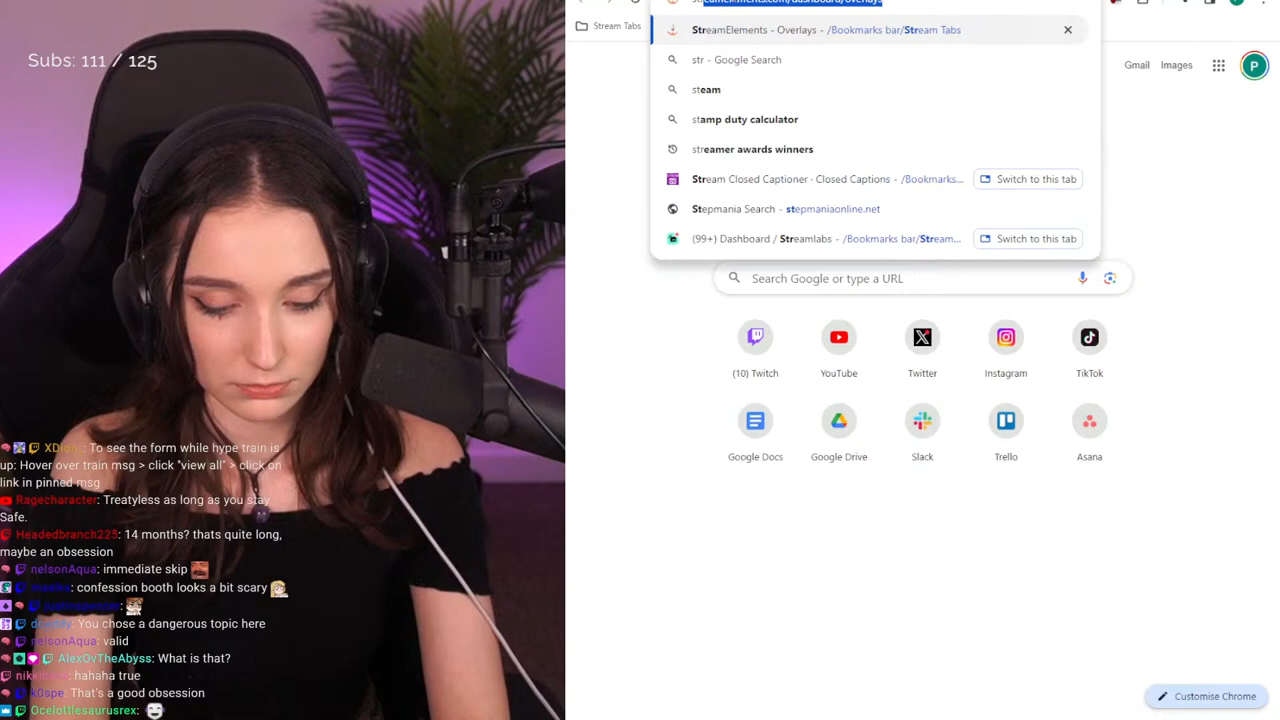 Subs: 111 / 125
Stream Tabs
StreamElements - Overlays - /Bookmarks bar/Stream Tabs
str - Google Search
steam
stamp duty calculator
streamer awards winners
Stream Closed Captioner · Closed Captions - /Bookmarks...
Switch to this tab
Stepmania Search - stepmaniaonline.net
(99+) Dashboard / Streamlabs - /Bookmarks bar/Stream...
Switch to this tab
Gmail
Images
P
Search Google or type a URL
(10) Twitch
YouTube
Twitter
Instagram
TikTok
Google Docs
Google Drive
Slack
Trello
Asana
Customise Chrome
: To see the form while hype train is
up: Hover over train msg > click "view all" > click on
link in pinned msg
Ragecharacter: Treatyless as long as you stay
Safe.
Headedbranch225: 14 months? thats quite long,
maybe an obsession
nelsonAqua: immediate skip
: confession booth looks a bit scary
: You chose a dangerous topic here
nelsonAqua: valid
AlexOvTheAbyss: What is that?
: hahaha true
k0spe: That's a good obsession
Ocelottlesaurusrex: